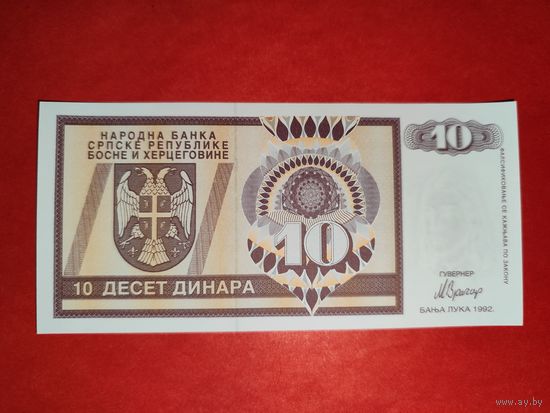 НАРОДНА БАНКА
СРПСКЕ РЕПУБЛИКЕ
БОСНЕ И ХЕРЦЕГОВИНЕ
10
10
10 ДЕСЕТ ДИНАРА
ФАЛСИФИКОВАЊЕ СЕ КАЖЊАВА ПО ЗАКОНУ
ГУВЕРНЕР
БАЊА ЛУКА 1992.
www.ay.by